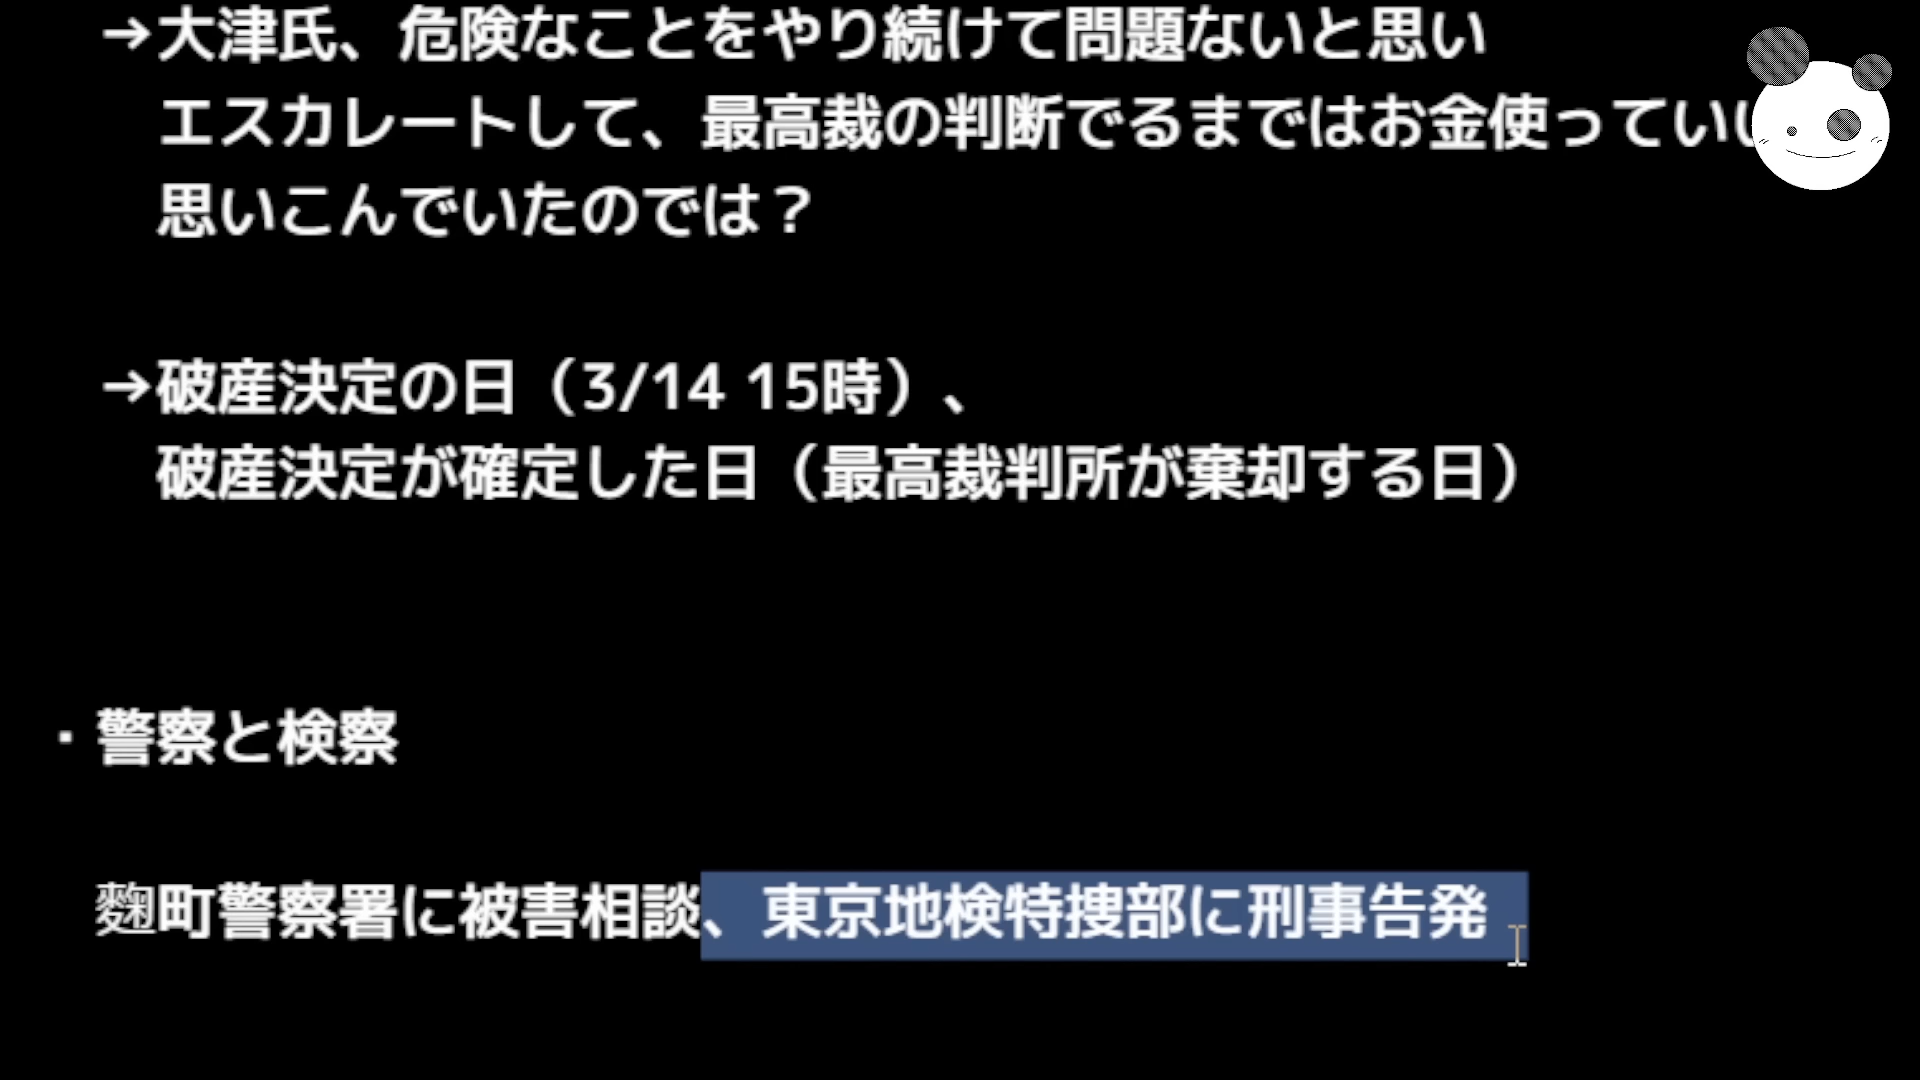 →大津氏、危険なことをやり続けて問題ないと思い
エスカレートして、最高裁の判断でるまではお金使ってい
思いこんでいたのでは？
→破産決定の日（3/14 15時）、
破産決定が確定した日（最高裁判所が棄却する日）
・警察と検察
麴町警察署に被害相談、東京地検特捜部に刑事告発